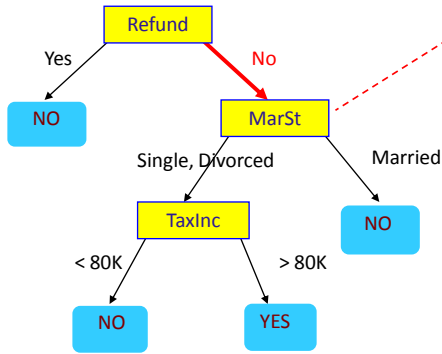 Refund
Yes
No
NO
MarSt
Single, Divorced
Married
TaxInc
NO
< 80K
> 80K
NO
YES